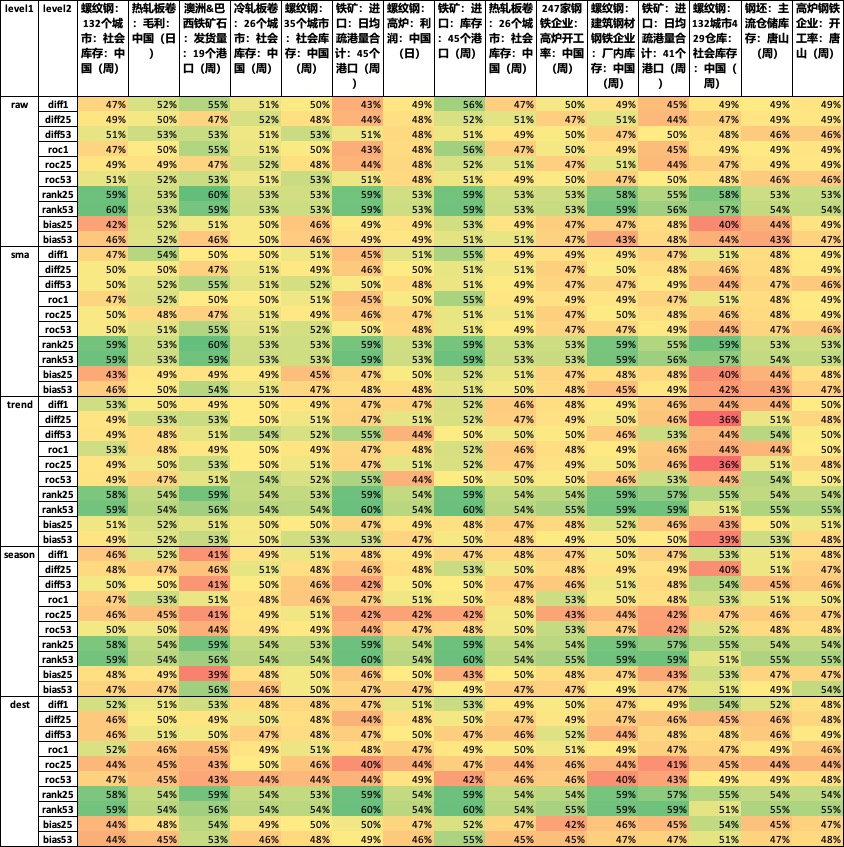 level1
level2
螺纹钢：
132个城
市：社会
库存：中
国（周）
热轧板卷
：毛利：
中国（日
）
澳洲&巴
西铁矿石
：发货量
：19个港
口（周）
冷轧板卷
：26个城
市：社会
库存：中
国（周）
螺纹钢：
35个城市
：社会库
存：中国
（周）
铁矿：进
口：日均
疏港量合
计：45个
港口（周
）
螺纹钢：
高炉：利
润：中国
（日）
铁矿：进
口：库存
：45个港
口（周）
热轧板卷
：26个城
市：社会
库存：中
国（周）
247家钢
铁企业：
高炉开工
率：中国
（周）
螺纹钢：
建筑钢材
钢铁企业
：厂内库
存：中国
（周）
铁矿：进
口：日均
疏港量合
计：41个
港口（周
）
螺纹钢：
132城市4
29仓库：
社会库存
：中国（
周）
钢坯：主
流仓储库
存：唐山
（周）
高炉钢铁
企业：开
工率：唐
山（周）
raw diff1 47% 52% 55% 51% 50% 43% 49% 56% 47% 50% 49% 45% 49% 49% 49%
diff25 49% 50% 47% 52% 48% 44% 48% 52% 51% 47% 51% 44% 47% 49% 49%
diff53 51% 53% 53% 51% 53% 51% 48% 51% 49% 50% 47% 50% 48% 46% 46%
roc1 47% 50% 55% 51% 50% 43% 48% 56% 47% 50% 49% 45% 49% 49% 49%
roc25 49% 49% 47% 52% 48% 44% 48% 52% 51% 47% 51% 44% 47% 49% 49%
roc53 51% 52% 53% 51% 53% 51% 48% 51% 49% 50% 47% 50% 48% 46% 46%
rank25 59% 53% 60% 53% 53% 59% 53% 59% 53% 53% 58% 55% 58% 53% 53%
rank53 60% 53% 59% 53% 53% 59% 53% 59% 53% 53% 59% 56% 57% 54% 54%
bias25 42% 52% 51% 50% 46% 49% 49% 53% 49% 47% 47% 48% 40% 44% 49%
bias53 46% 52% 46% 50% 46% 49% 49% 51% 51% 47% 43% 48% 44% 43% 47%
sma diff1 47% 54% 50% 50% 51% 45% 51% 55% 49% 49% 49% 49% 51% 48% 49%
diff25 50% 50% 47% 51% 49% 46% 50% 51% 49% 47% 50% 48% 46% 48% 49%
diff53 50% 52% 55% 52% 51% 50% 48% 51% 49% 47% 47% 49% 44% 47% 46%
roc1 47% 52% 50% 50% 51% 45% 50% 55% 49% 49% 47% 49% 51% 48% 49%
roc25 50% 48% 47% 51% 49% 46% 47% 51% 49% 47% 50% 48% 46% 48% 49%
roc53 50% 51% 55% 51% 52% 50% 48% 51% 49% 47% 47% 49% 44% 47% 46%
rank25 59% 53% 60% 53% 53% 59% 53% 59% 53% 53% 59% 55% 59% 53% 53%
rank53 59% 53% 59% 53% 53% 59% 53% 59% 53% 53% 59% 56% 57% 54% 53%
bias25 43% 49% 49% 49% 45% 47% 50% 52% 51% 47% 48% 48% 40% 44% 48%
bias53 46% 50% 54% 51% 47% 48% 48% 51% 51% 48% 45% 49% 42% 43% 47%
trend diff1 53% 50% 49% 50% 49% 47% 47% 52% 46% 48% 49% 46% 44% 44% 50%
diff25 49% 53% 53% 50% 51% 47% 51% 52% 47% 49% 50% 46% 36% 51% 48%
diff53 49% 48% 51% 54% 52% 55% 44% 50% 50% 50% 46% 53% 44% 54% 50%
roc1 53% 48% 49% 50% 49% 47% 48% 52% 46% 48% 49% 46% 44% 44% 50%
roc25 49% 50% 53% 50% 51% 47% 51% 52% 47% 49% 50% 46% 36% 51% 48%
roc53 49% 47% 51% 54% 52% 55% 44% 50% 50% 50% 46% 53% 44% 54% 50%
rank25 58% 54% 59% 54% 53% 59% 54% 59% 54% 54% 59% 57% 55% 54% 54%
rank53 59% 54% 56% 54% 54% 60% 54% 60% 54% 55% 59% 59% 51% 55% 55%
bias25 51% 52% 51% 50% 50% 47% 49% 48% 47% 48% 52% 46% 43% 50% 51%
bias53 49% 52% 51% 50% 50% 53% 47% 50% 48% 48% 50% 52% 39% 53% 48%
season diff1 46% 52% 41% 49% 51% 48% 49% 47% 48% 47% 50% 47% 53% 51% 48%
diff25 48% 47% 46% 51% 48% 46% 48% 53% 50% 48% 49% 48% 40% 51% 47%
diff53 50% 50% 41% 50% 46% 42% 50% 50% 50% 46% 51% 48% 54% 45% 46%
roc1 47% 53% 51% 48% 46% 47% 51% 50% 48% 53% 50% 48% 53% 51% 50%
roc25 46% 45% 41% 49% 51% 42% 42% 42% 50% 43% 44% 42% 47% 46% 46%
roc53 50% 50% 44% 49% 49% 44% 47% 48% 50% 53% 47% 42% 52% 48% 48%
rank25 58% 54% 59% 54% 54% 59% 54% 59% 54% 54% 59% 57% 55% 54% 54%
rank53 59% 54% 56% 54% 54% 60% 54% 60% 54% 55% 59% 59% 51% 55% 55%
bias25 48% 49% 39% 48% 50% 46% 50% 43% 50% 48% 47% 43% 53% 47% 47%
bias53 47% 47% 56% 46% 50% 47% 47% 49% 47% 47% 49% 47% 51% 49% 54%
dest diff1 52% 51% 53% 48% 48% 47% 51% 53% 49% 50% 49% 48% 54% 52% 48%
diff25 46% 50% 49% 50% 48% 44% 48% 50% 47% 46% 49% 46% 45% 46% 49%
diff53 46% 51% 50% 47% 48% 47% 50% 47% 46% 52% 44% 48% 47% 49% 46%
roc1 52% 46% 45% 49% 51% 48% 47% 49% 50% 51% 49% 47% 47% 46% 47%
roc25 44% 45% 43% 50% 46% 40% 44% 47% 44% 46% 44% 41% 45% 50% 50%
roc53 47% 45% 43% 44% 44% 44% 49% 42% 46% 46% 40% 43% 49% 49% 48%
rank25 58% 54% 59% 54% 53% 59% 54% 59% 54% 54% 59% 57% 55% 54% 54%
rank53 59% 54% 56% 54% 54% 60% 54% 60% 54% 55% 59% 59% 51% 55% 55%
bias25 44% 48% 54% 49% 50% 50% 47% 52% 47% 42% 46% 45% 54% 46% 47%
bias53 44% 45% 53% 46% 48% 49% 46% 55% 45% 45% 46% 47% 51% 47% 48%